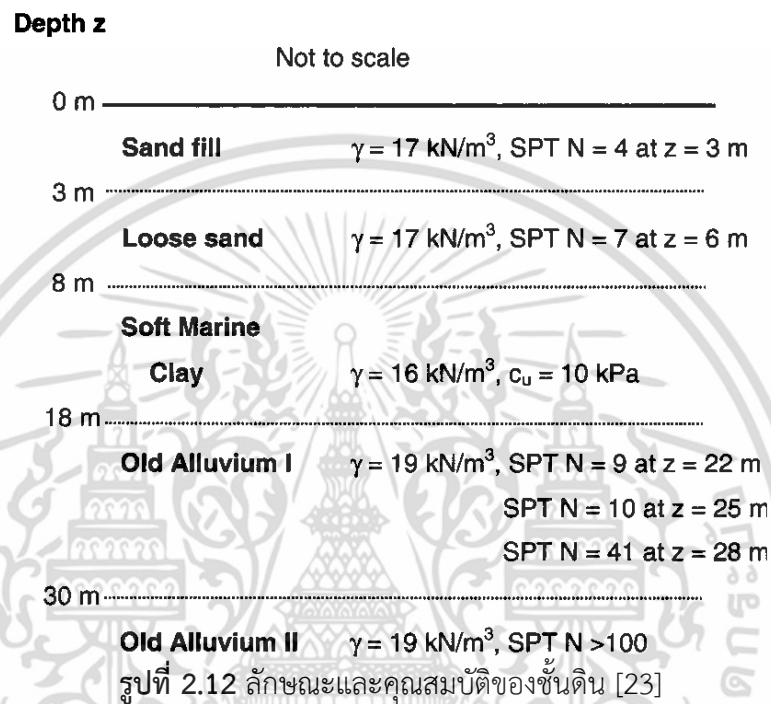 Depth z
Not to scale
0 m
Sand fill γ = 17 kN/m³, SPT N = 4 at z = 3 m
3 m
Loose sand γ = 17 kN/m³, SPT N = 7 at z = 6 m
8 m
Soft Marine
Clay γ = 16 kN/m³, cᵤ = 10 kPa
18 m
Old Alluvium I γ = 19 kN/m³, SPT N = 9 at z = 22 m
SPT N = 10 at z = 25 m
SPT N = 41 at z = 28 m
30 m
Old Alluvium II γ = 19 kN/m³, SPT N >100
รูปที่ 2.12 ลักษณะและคุณสมบัติของชั้นดิน [23]